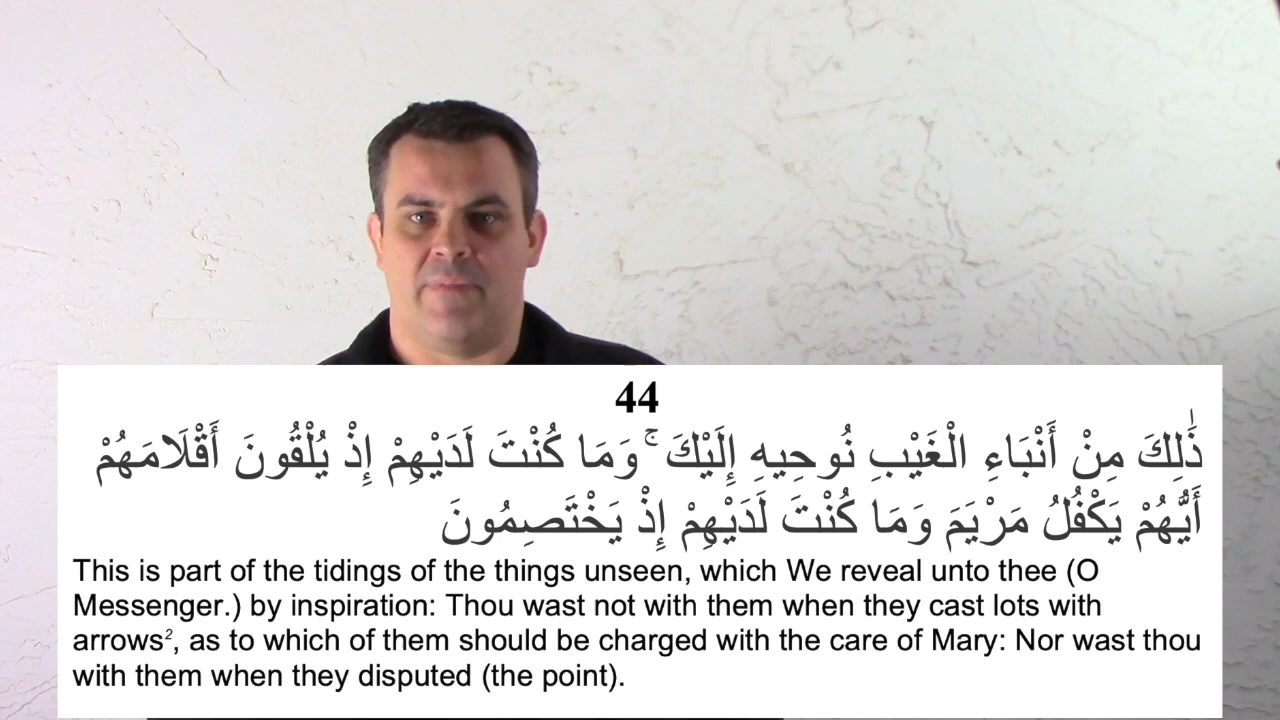 44
ذَٰلِكَ مِنْ أَنْبَاءِ الْغَيْبِ نُوحِيهِ إِلَيْكَ ۚ وَمَا كُنْتَ لَدَيْهِمْ إِذْ يُلْقُونَ أَقْلَامَهُمْ
أَيُّهُمْ يَكْفُلُ مَرْيَمَ وَمَا كُنْتَ لَدَيْهِمْ إِذْ يَخْتَصِمُونَ
This is part of the tidings of the things unseen, which We reveal unto thee (O
Messenger.) by inspiration: Thou wast not with them when they cast lots with
arrows², as to which of them should be charged with the care of Mary: Nor wast thou
with them when they disputed (the point).